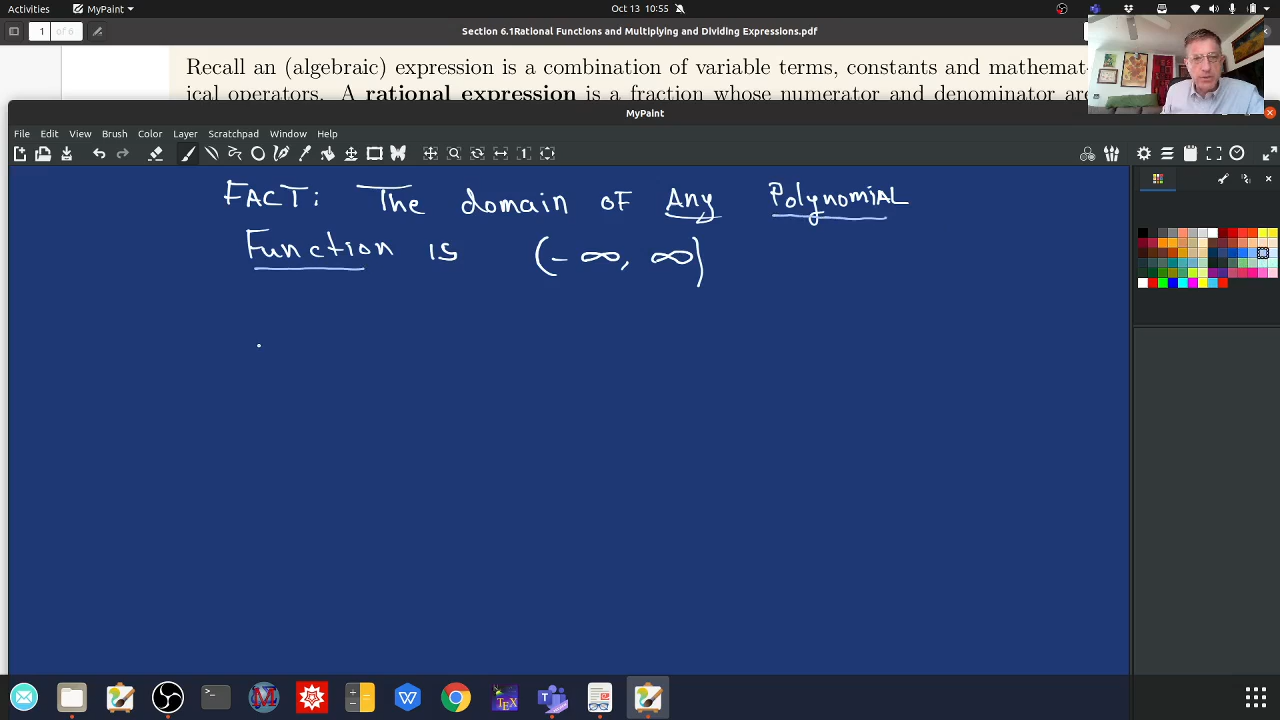 Activities MyPaint Oct 13 10:55
1 of 6 Section 6.1Rational Functions and Multiplying and Dividing Expressions.pdf
Recall an (algebraic) expression is a combination of variable terms, constants and mathemat-
ical operators. A rational expression is a fraction whose numerator and denominator are
MyPaint
File Edit View Brush Color Layer Scratchpad Window Help
FACT: The domain of Any Polynomial
Function is (-∞, ∞)